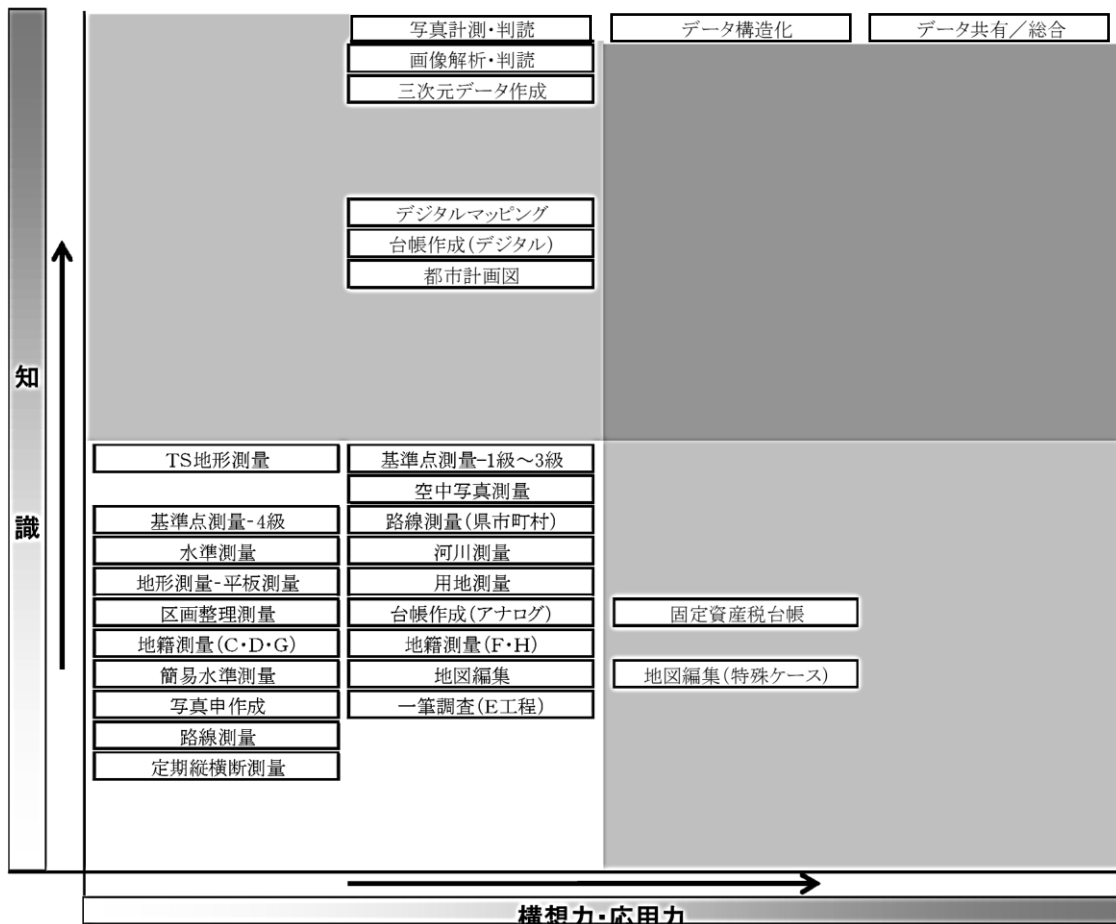 写真計測・判読
データ構造化
データ共有／総合
画像解析・判読
三次元データ作成
デジタルマッピング
台帳作成(デジタル)
都市計画図
知
識
TS地形測量
基準点測量-1級～3級
空中写真測量
基準点測量-4級
路線測量(県市町村)
水準測量
河川測量
地形測量-平板測量
用地測量
区画整理測量
台帳作成(アナログ)
固定資産税台帳
地籍測量(C・D・G)
地籍測量(F・H)
簡易水準測量
地図編集
地図編集(特殊ケース)
写真申作成
一筆調査(E工程)
路線測量
定期縦横断測量
構想力・応用力